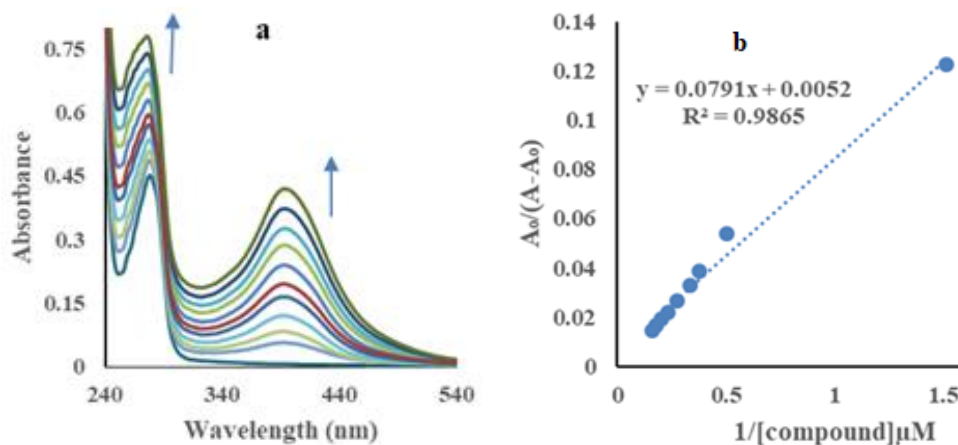 a
Absorbance
0.75
0.6
0.45
0.3
0.15
0
240
340
440
540
Wavelength (nm)
b
y = 0.0791x + 0.0052
R² = 0.9865
A₀/(A-A₀)
0.14
0.12
0.1
0.08
0.06
0.04
0.02
0
0
0.5
1
1.5
1/[compound]µM